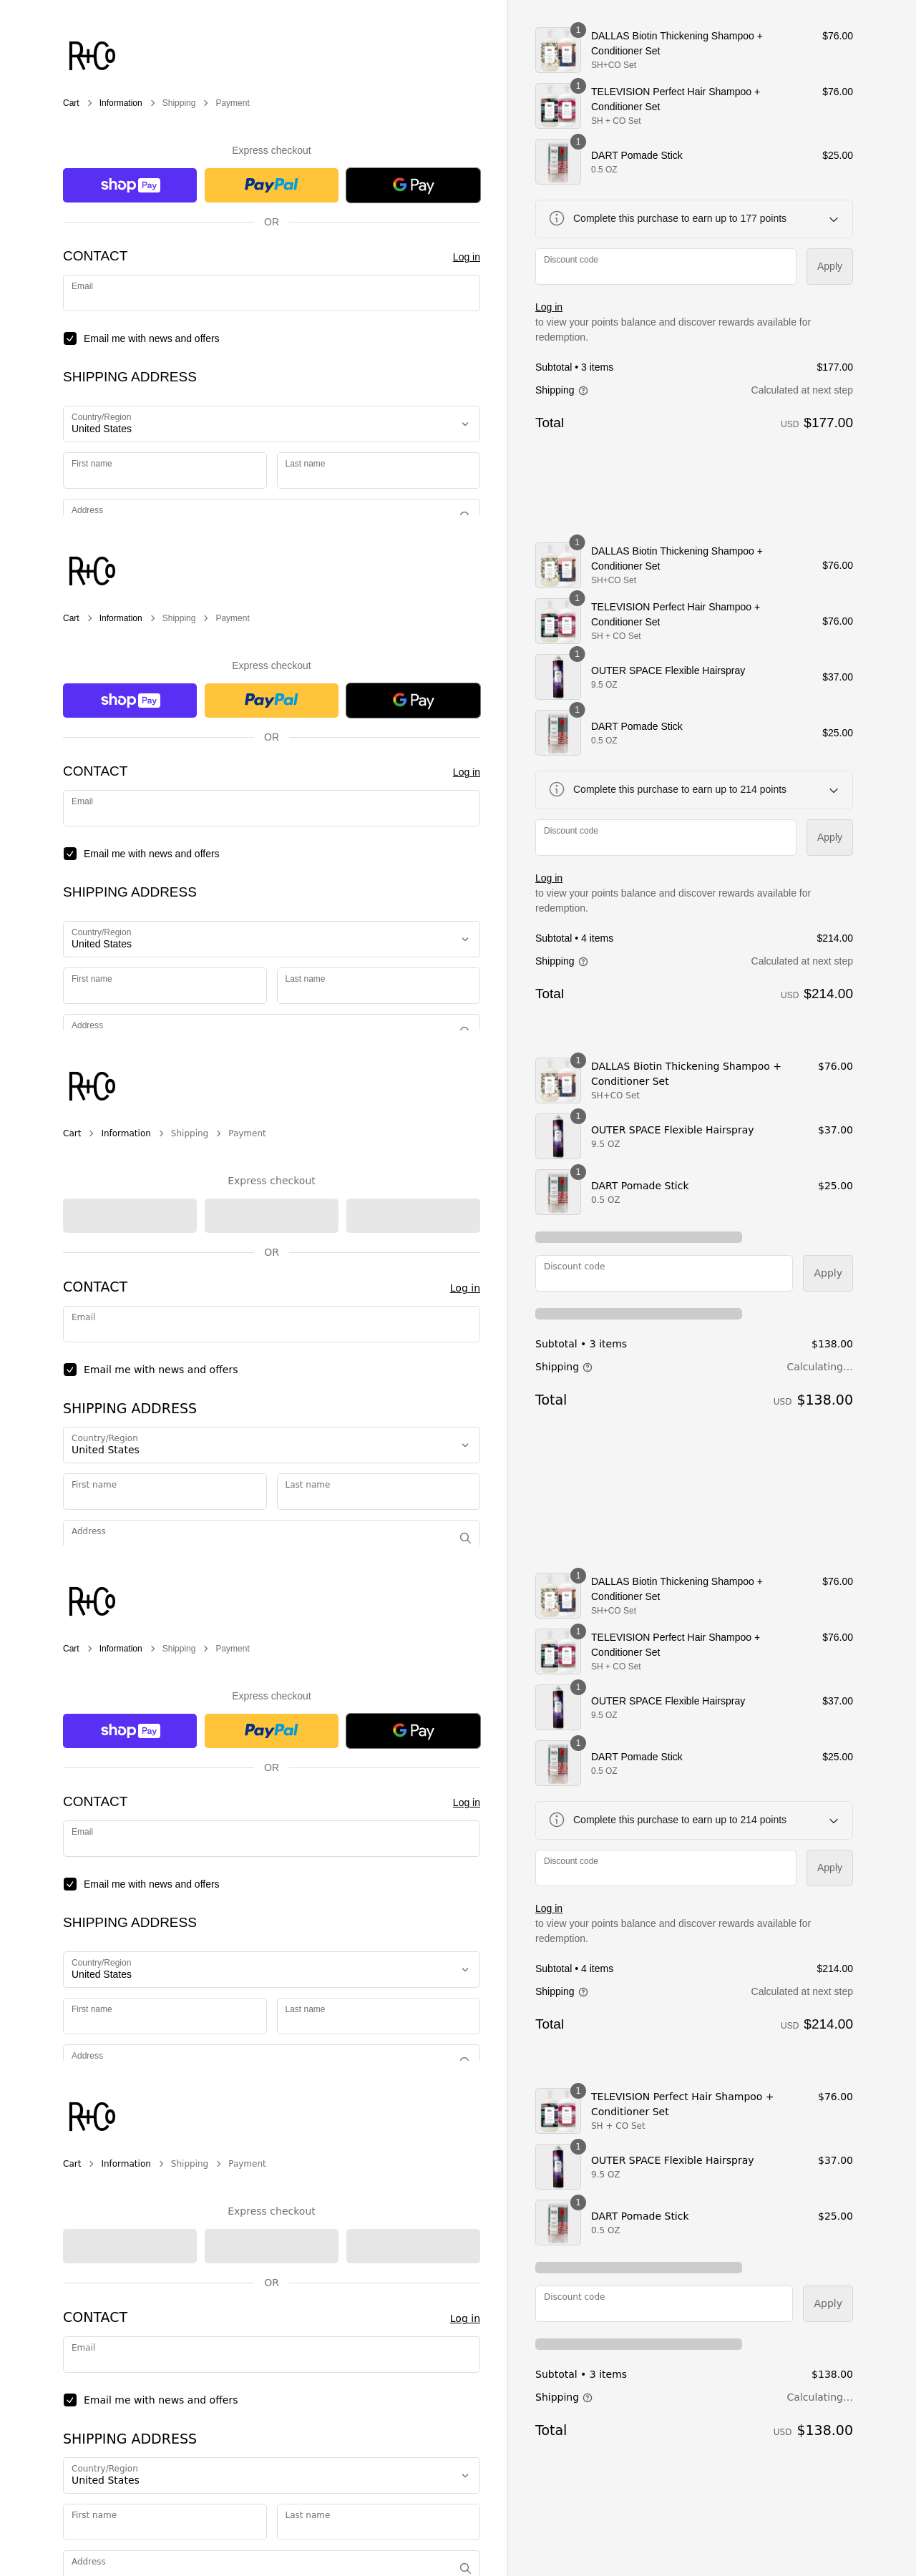 R+Co
Cart > Information > Shipping > Payment
Express checkout
shop Pay
PayPal
G Pay
OR
CONTACT
Log in
Email
Email me with news and offers
SHIPPING ADDRESS
Country/Region
United States
First name
Last name
Address
1
DALLAS Biotin Thickening Shampoo +
Conditioner Set
SH+CO Set
$76.00
1
TELEVISION Perfect Hair Shampoo +
Conditioner Set
SH + CO Set
$76.00
1
DART Pomade Stick
0.5 OZ
$25.00
Complete this purchase to earn up to 177 points
Discount code
Apply
Log in
to view your points balance and discover rewards available for
redemption.
Subtotal • 3 items
$177.00
Shipping
Calculated at next step
Total
USD $177.00
R+Co
Cart > Information > Shipping > Payment
Express checkout
shop Pay
PayPal
G Pay
OR
CONTACT
Log in
Email
Email me with news and offers
SHIPPING ADDRESS
Country/Region
United States
First name
Last name
Address
1
DALLAS Biotin Thickening Shampoo +
Conditioner Set
SH+CO Set
$76.00
1
TELEVISION Perfect Hair Shampoo +
Conditioner Set
SH + CO Set
$76.00
1
OUTER SPACE Flexible Hairspray
9.5 OZ
$37.00
1
DART Pomade Stick
0.5 OZ
$25.00
Complete this purchase to earn up to 214 points
Discount code
Apply
Log in
to view your points balance and discover rewards available for
redemption.
Subtotal • 4 items
$214.00
Shipping
Calculated at next step
Total
USD $214.00
R+Co
Cart > Information > Shipping > Payment
Express checkout
OR
CONTACT
Log in
Email
Email me with news and offers
SHIPPING ADDRESS
Country/Region
United States
First name
Last name
Address
1
DALLAS Biotin Thickening Shampoo +
Conditioner Set
SH+CO Set
$76.00
1
OUTER SPACE Flexible Hairspray
9.5 OZ
$37.00
1
DART Pomade Stick
0.5 OZ
$25.00
Discount code
Apply
Subtotal • 3 items
$138.00
Shipping
Calculating...
Total
USD $138.00
R+Co
Cart > Information > Shipping > Payment
Express checkout
shop Pay
PayPal
G Pay
OR
CONTACT
Log in
Email
Email me with news and offers
SHIPPING ADDRESS
Country/Region
United States
First name
Last name
Address
1
DALLAS Biotin Thickening Shampoo +
Conditioner Set
SH+CO Set
$76.00
1
TELEVISION Perfect Hair Shampoo +
Conditioner Set
SH + CO Set
$76.00
1
OUTER SPACE Flexible Hairspray
9.5 OZ
$37.00
1
DART Pomade Stick
0.5 OZ
$25.00
Complete this purchase to earn up to 214 points
Discount code
Apply
Log in
to view your points balance and discover rewards available for
redemption.
Subtotal • 4 items
$214.00
Shipping
Calculated at next step
Total
USD $214.00
R+Co
Cart > Information > Shipping > Payment
Express checkout
OR
CONTACT
Log in
Email
Email me with news and offers
SHIPPING ADDRESS
Country/Region
United States
First name
Last name
Address
1
TELEVISION Perfect Hair Shampoo +
Conditioner Set
SH + CO Set
$76.00
1
OUTER SPACE Flexible Hairspray
9.5 OZ
$37.00
1
DART Pomade Stick
0.5 OZ
$25.00
Discount code
Apply
Subtotal • 3 items
$138.00
Shipping
Calculating...
Total
USD $138.00